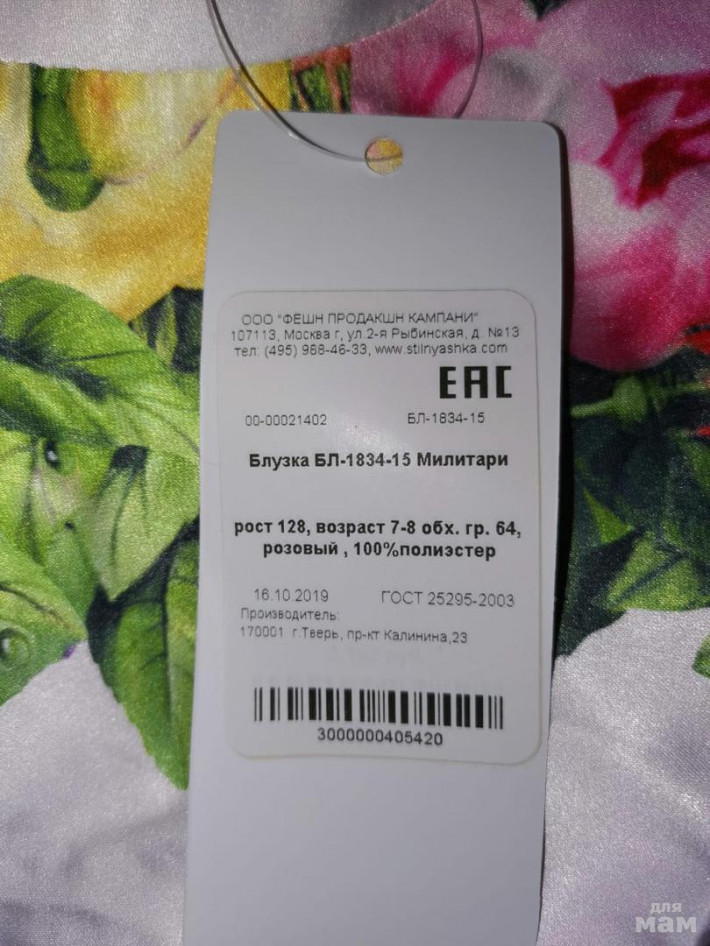 ООО "ФЕШН ПРОДАКШН КАМПАНИ"
107113, Москва г, ул.2-я Рыбинская, д. №13
тел: (495) 988-46-33, www.stilnyashka.com
EAC
00-00021402 БЛ-1834-15
Блузка БЛ-1834-15 Милитари
рост 128, возраст 7-8 обх. гр. 64,
розовый , 100%полиэстер
16.10.2019 ГОСТ 25295-2003
Производитель:
170001 г.Тверь, пр-кт Калинина,23
3000000405420
для
мам